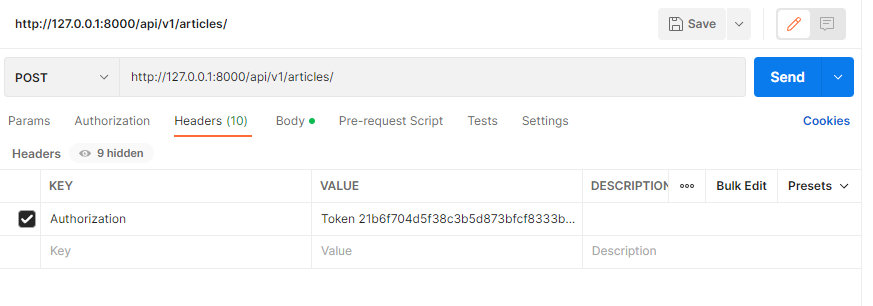 http://127.0.0.1:8000/api/v1/articles/ Save
POST http://127.0.0.1:8000/api/v1/articles/ Send
Params Authorization Headers (10) Body Pre-request Script Tests Settings Cookies
Headers 9 hidden
KEY VALUE DESCRIPTION ooo Bulk Edit Presets
Authorization Token 21b6f704d5f38c3b5d873bfcf8333b...
Key Value Description